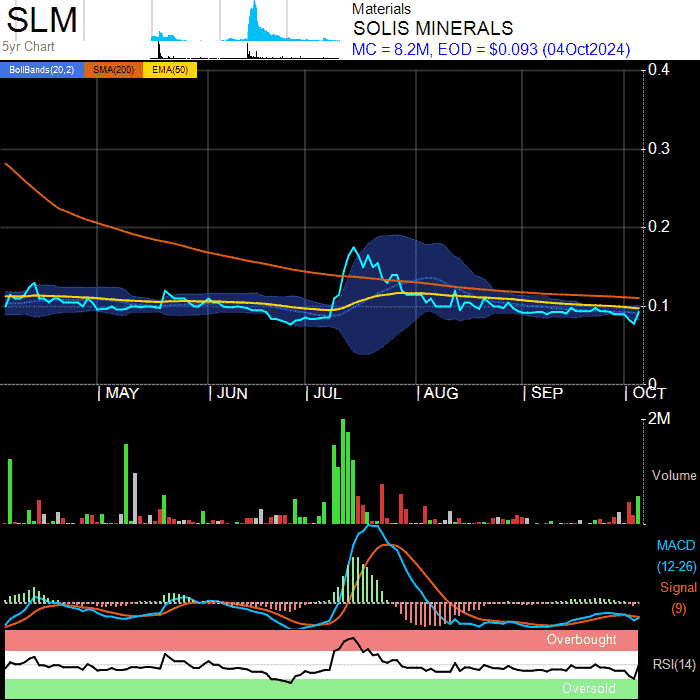 SLM
5yr Chart
Materials
SOLIS MINERALS
MC = 8.2M, EOD = $0.093 (04Oct2024)
BollBands(20,2) SMA(200) EMA(50)
0.4
0.3
0.2
0.1
0
MAY JUN JUL AUG SEP OCT
2M
Volume
MACD
(12-26)
Signal
(9)
Overbought
RSI(14)
Oversold